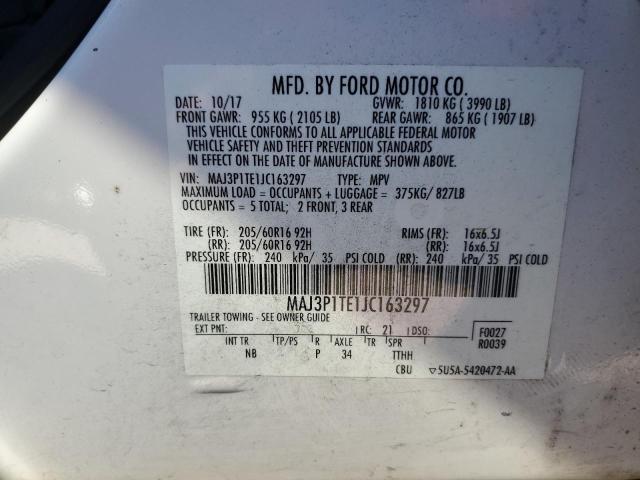 MFD. BY FORD MOTOR CO.
DATE: 10/17 GVWR: 1810 KG ( 3990 LB)
FRONT GAWR: 955 KG ( 2105 LB) REAR GAWR: 865 KG ( 1907 LB)
THIS VEHICLE CONFORMS TO ALL APPLICABLE FEDERAL MOTOR
VEHICLE SAFETY AND THEFT PREVENTION STANDARDS
IN EFFECT ON THE DATE OF MANUFACTURE SHOWN ABOVE.
VIN: MAJ3P1TE1JC163297 TYPE: MPV
MAXIMUM LOAD = OCCUPANTS + LUGGAGE = 375KG/ 827LB
OCCUPANTS = 5 TOTAL; 2 FRONT, 3 REAR
TIRE (FR): 205/60R16 92H RIMS (FR): 16x6.5J
(RR): 205/60R16 92H (RR): 16x6.5J
PRESSURE (FR): 240 kPa/ 35 PSI COLD (RR): 240 kPa/ 35 PSI COLD
MAJ3P1TE1JC163297
TRAILER TOWING - SEE OWNER GUIDE
EXT PNT: RC: 21 DSO: F0027
INT TR TP/PS R AXLE TR SPR R0039
NB P 34 TTHH
CBU ▽5U5A-5420472-AA